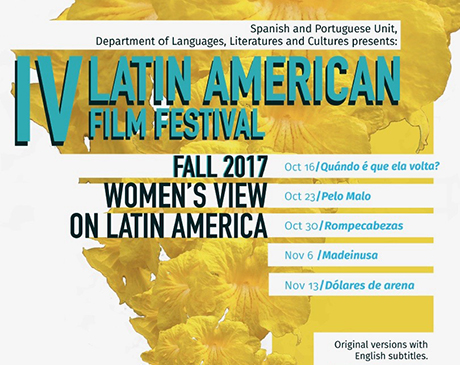 Spanish and Portuguese Unit,
Department of Languages, Literatures and Cultures presents:
IV LATIN AMERICAN
FILM FESTIVAL
FALL 2017
WOMEN'S VIEW
ON LATIN AMERICA
Oct 16/Quándo é que ela volta?
Oct 23/Pelo Malo
Oct 30/Rompecabezas
Nov 6 /Madeinusa
Nov 13/Dólares de arena
Original versions with
English subtitles.